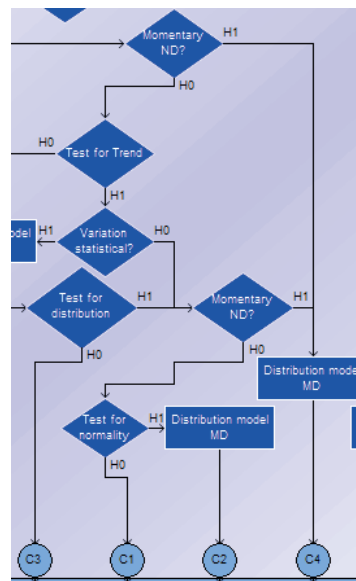 Momentary
ND?
H1
H0
H0
Test for Trend
H1
odel
H1
Variation
statistical?
H0
Test for
distribution
H1
Momentary
ND?
H1
H0
H0
Distribution model
MD
Test for
normality
H1
Distribution model
MD
H0
C3
C1
C2
C4